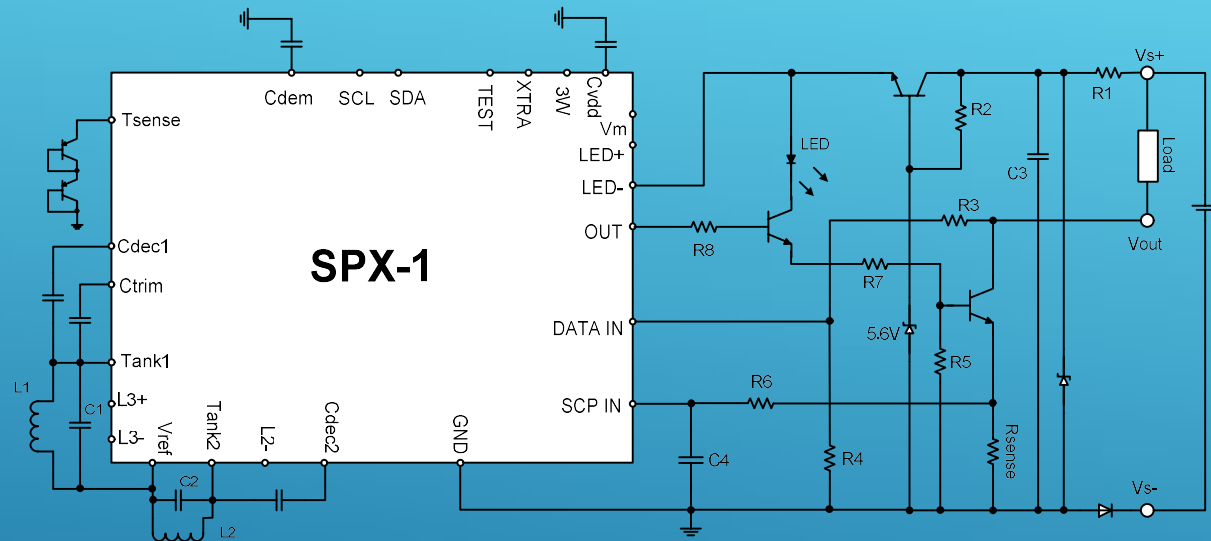 Cdem
SCL
SDA
TEST
XTRA
3W
Cvdd
Vs+
R1
Tsense
Vm
R2
LED+
LED
C3
Load
LED-
Cdec1
OUT
R8
R3
Vout
SPX-1
R7
Ctrim
DATA IN
5.6V
Tank1
R5
L1
R6
L3+
C1
SCP IN
L3-
Vref
Tank2
L2-
Cdec2
GND
C4
R4
Rsense
C2
Vs-
L2